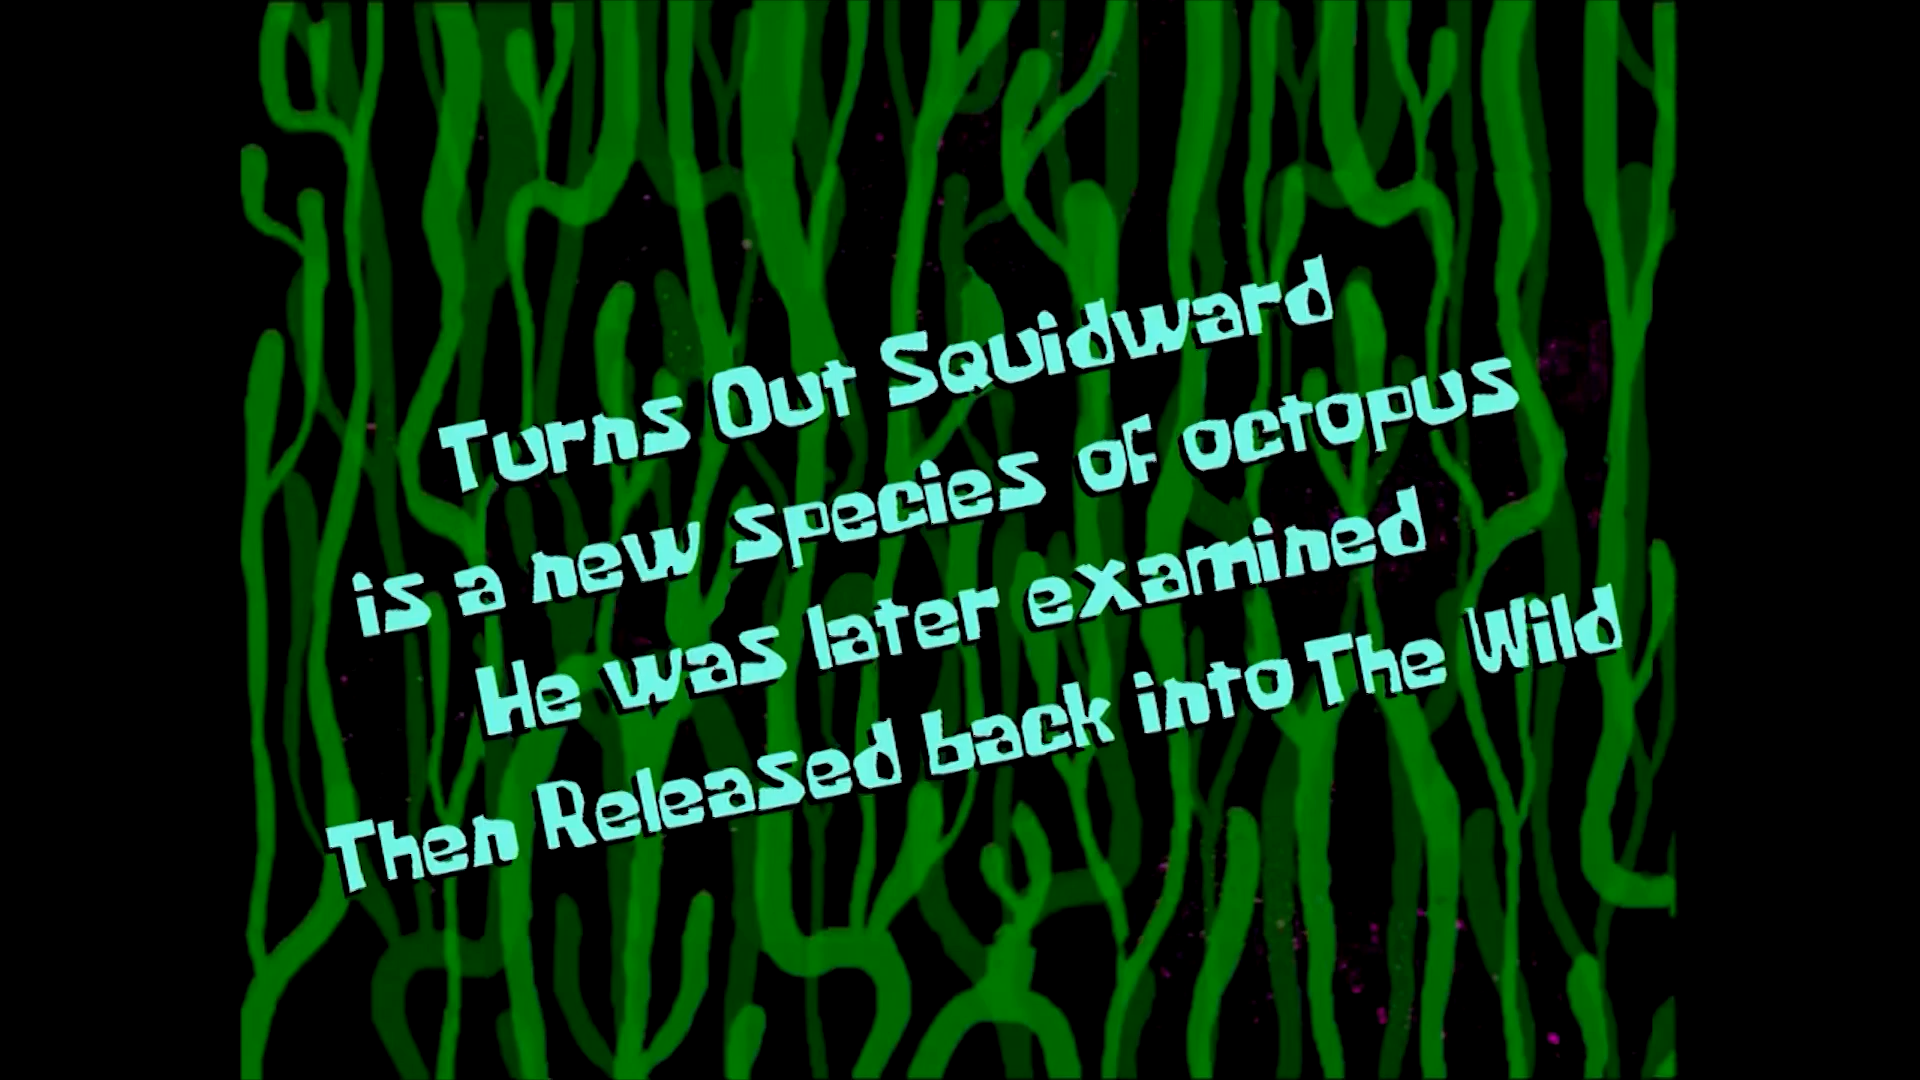 Turns Out Squidward
is a new species of octopus
He was later examined
Then Released back into The Wild